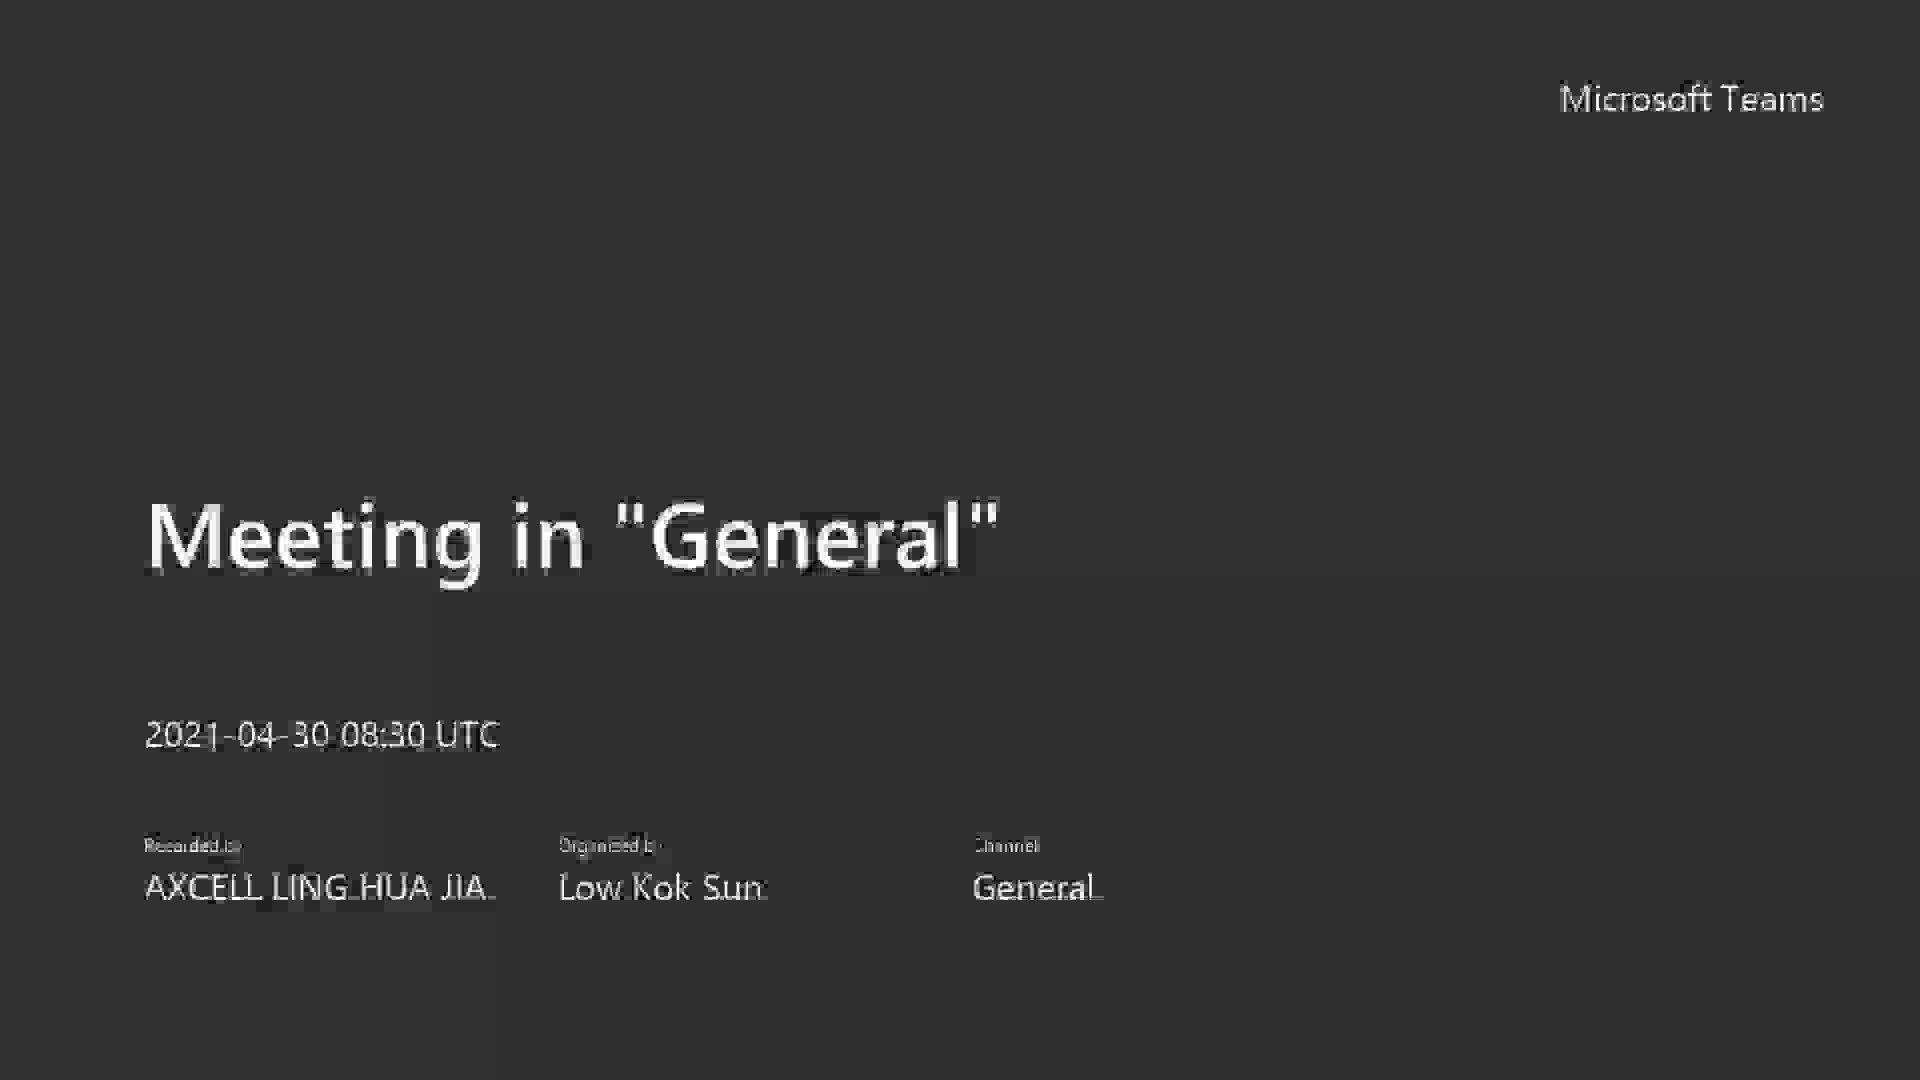 Microsoft Teams
Meeting in "General"
2021-04-30 08:30 UTC
Recorded by Organized by Channel
AXCELL LING HUA JIA Low Kok Sun General